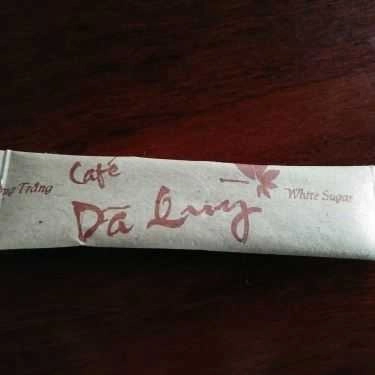 Café
Trắng
Dã Quỳ
White Sugar